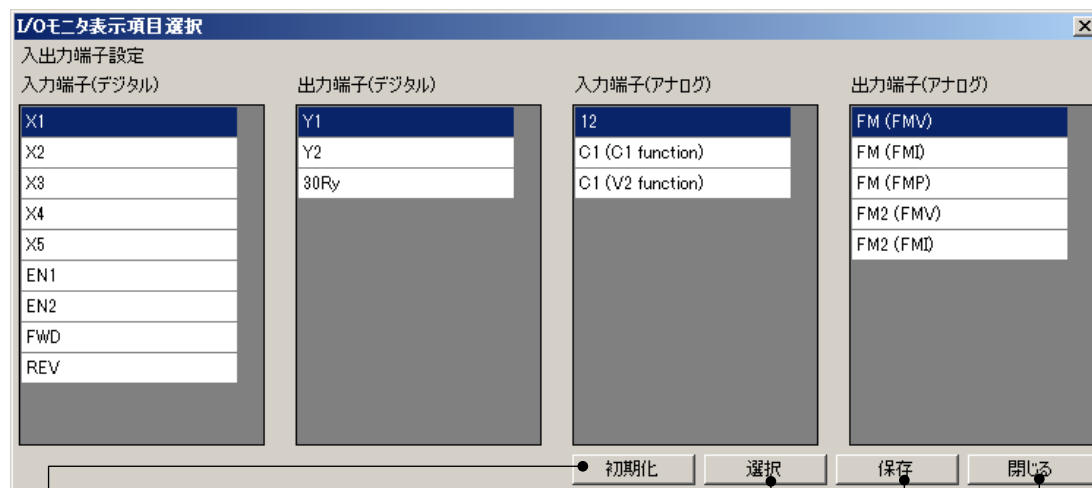 I/Oモニタ表示項目選択
入出力端子設定
入力端子(デジタル)
出力端子(デジタル)
入力端子(アナログ)
出力端子(アナログ)
X1
X2
X3
X4
X5
EN1
EN2
FWD
REV
Y1
Y2
30Ry
12
C1 (C1 function)
C1 (V2 function)
FM (FMV)
FM (FMI)
FM (FMP)
FM2 (FMV)
FM2 (FMI)
初期化
選択
保存
閉じる